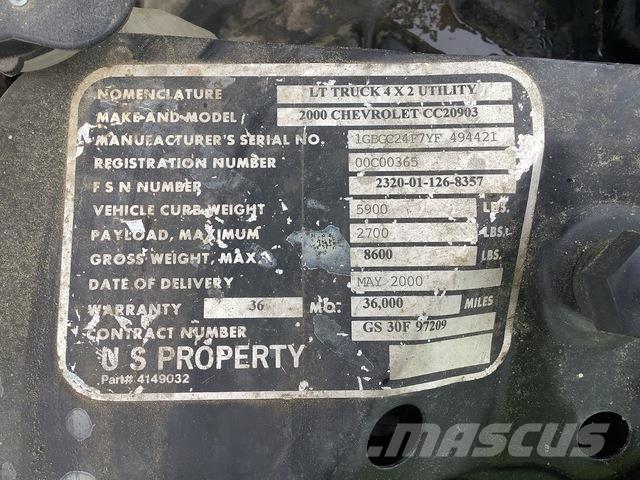 NOMENCLATURE LT TRUCK 4 X 2 UTILITY
MAKE AND MODEL 2000 CHEVROLET CC20903
MANUFACTURER'S SERIAL NO. 1GBGC24F7YF 494421
REGISTRATION NUMBER 00C00365
F S N NUMBER 2320-01-126-8357
VEHICLE CURB WEIGHT 5900 LBS.
PAYLOAD, MAXIMUM 2700 LBS.
GROSS WEIGHT, MAX. 8600 LBS.
DATE OF DELIVERY MAY 2000
WARRANTY 36 MO. 36,000 MILES
CONTRACT NUMBER GS 30F 97209
U S PROPERTY
Part# 4149032
MASCUS